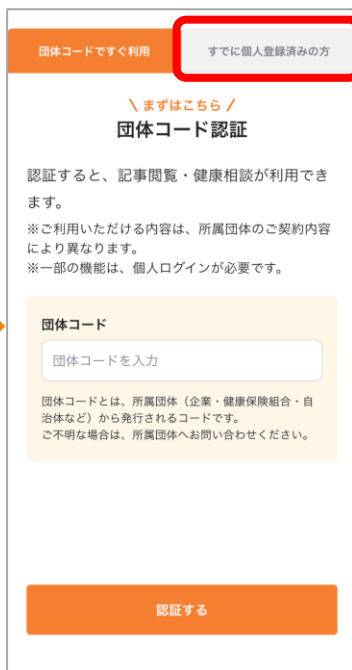 団体コードですぐ利用
すでに個人登録済みの方
\ まずはこちら /
団体コード認証
認証すると、記事閲覧・健康相談が利用でき
ます。
※ご利用いただける内容は、所属団体のご契約内容
により異なります。
※一部の機能は、個人ログインが必要です。
団体コード
団体コードを入力
団体コードとは、所属団体（企業・健康保険組合・自
治体など）から発行されるコードです。
ご不明な場合は、所属団体へお問い合わせください。
認証する